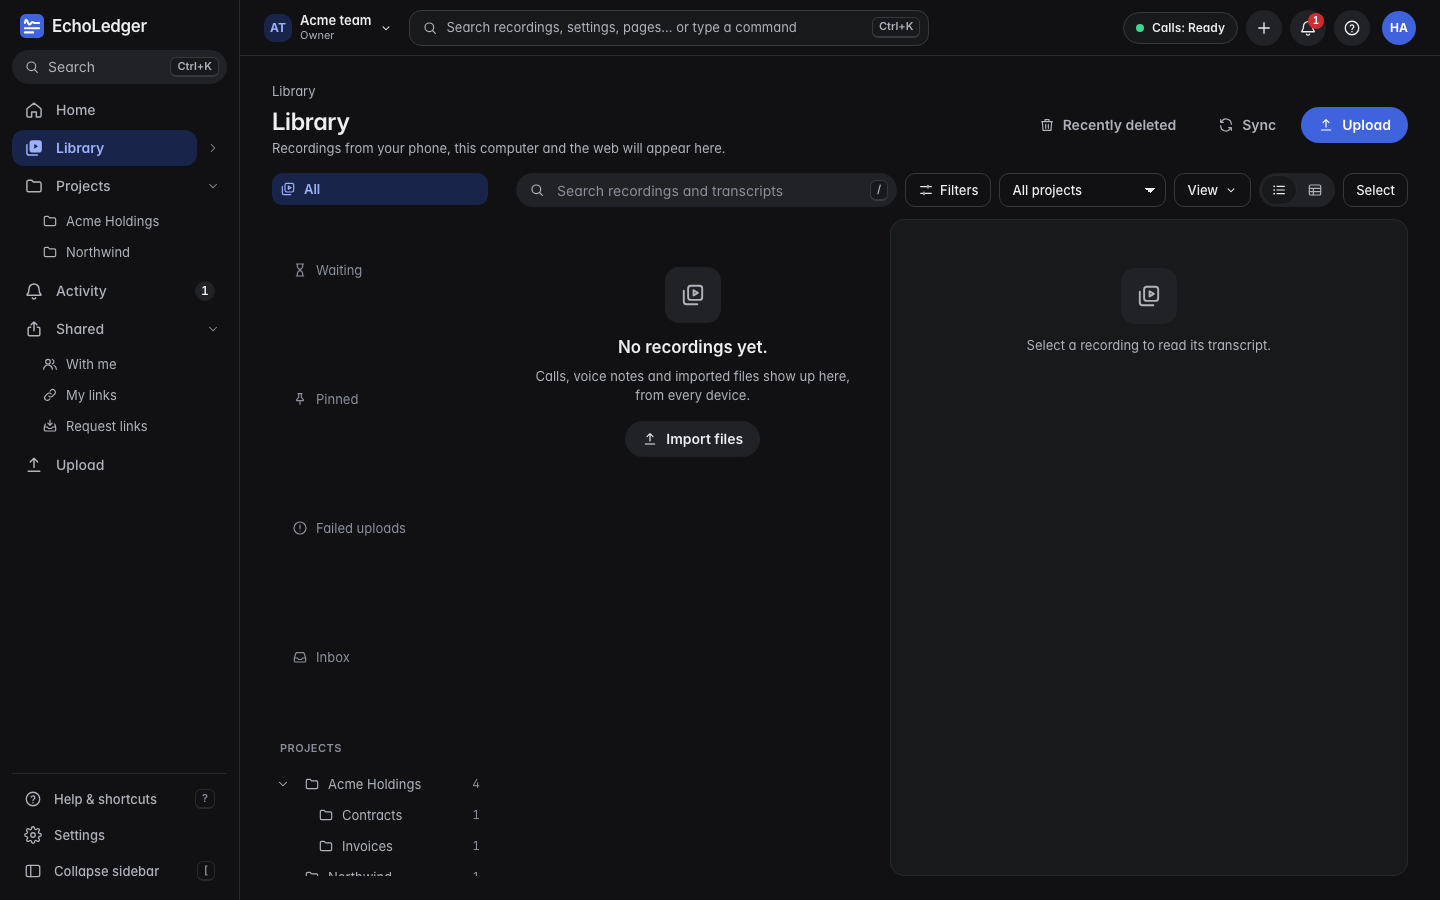 EchoLedger
Search Ctrl+K
Home
Library
Projects
Acme Holdings
Northwind
Activity 1
Shared
With me
My links
Request links
Upload
Help & shortcuts ?
Settings
Collapse sidebar [
AT Acme team
Owner
Search recordings, settings, pages... or type a command Ctrl+K
Calls: Ready
1
HA
Library
Library
Recordings from your phone, this computer and the web will appear here.
Recently deleted
Sync
Upload
All
Search recordings and transcripts /
Filters
All projects
View
Select
Waiting
Pinned
Failed uploads
Inbox
PROJECTS
Acme Holdings 4
Contracts 1
Invoices 1
Northwind 1
No recordings yet.
Calls, voice notes and imported files show up here,
from every device.
Import files
Select a recording to read its transcript.